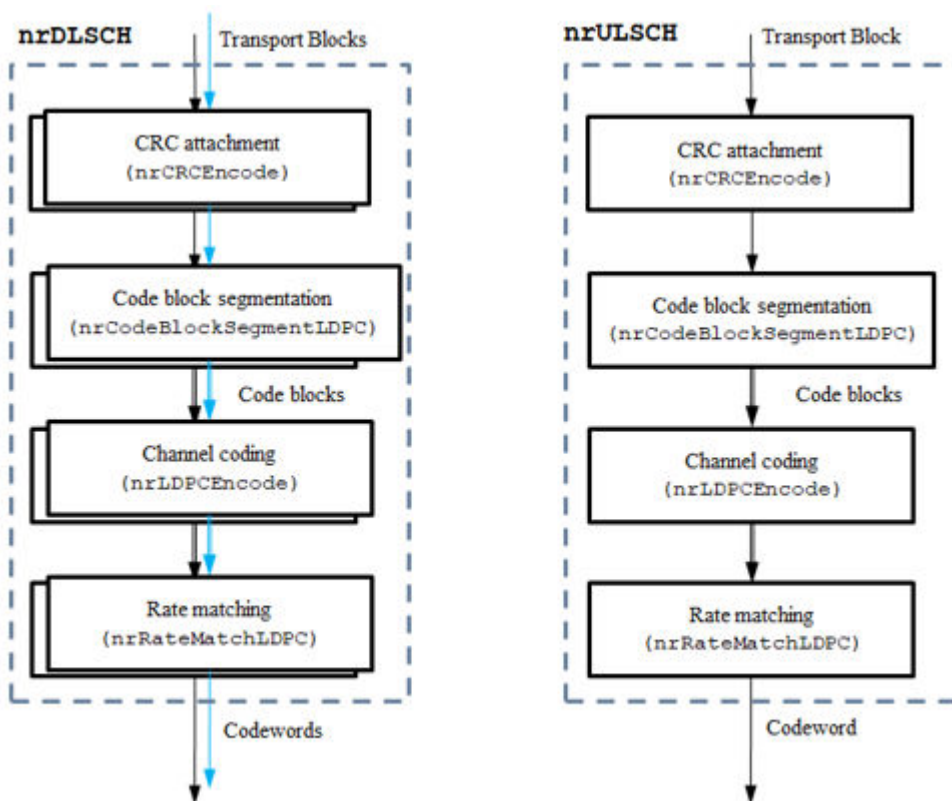 nrDLSCH
Transport Blocks
CRC attachment
(nrCRCEncode)
Code block segmentation
(nrCodeBlockSegmentLDPC)
Code blocks
Channel coding
(nrLDPCEncode)
Rate matching
(nrRateMatchLDPC)
Codewords
nrULSCH
Transport Block
CRC attachment
(nrCRCEncode)
Code block segmentation
(nrCodeBlockSegmentLDPC)
Code blocks
Channel coding
(nrLDPCEncode)
Rate matching
(nrRateMatchLDPC)
Codeword